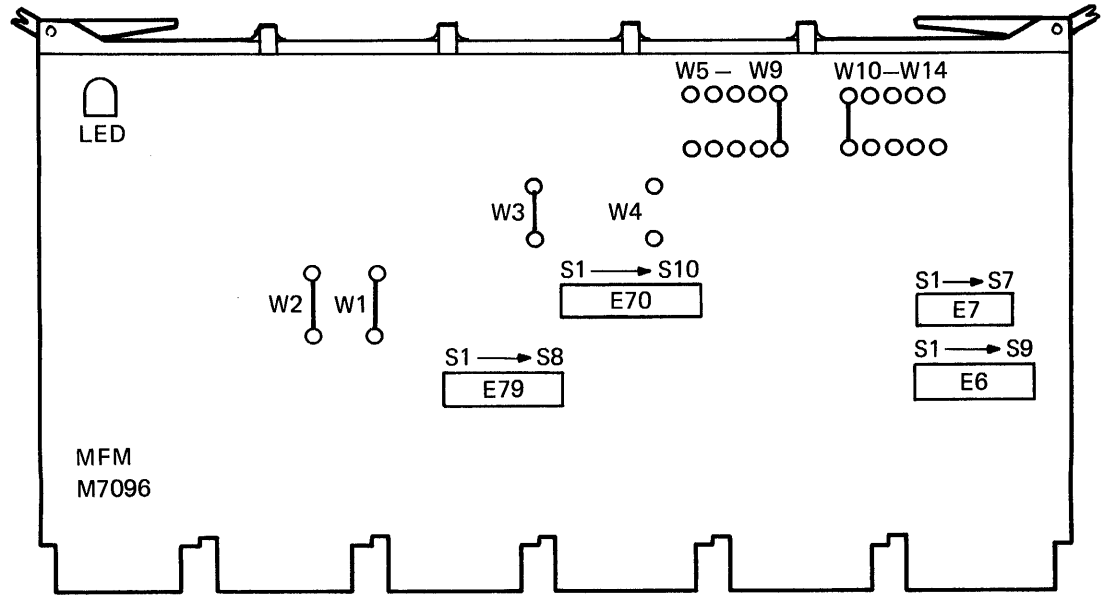 W5 – W9
W10–W14
LED
W3
W4
S1 → S10
E70
S1 → S7
E7
W2
W1
S1 → S8
E79
S1 → S9
E6
MFM
M7096